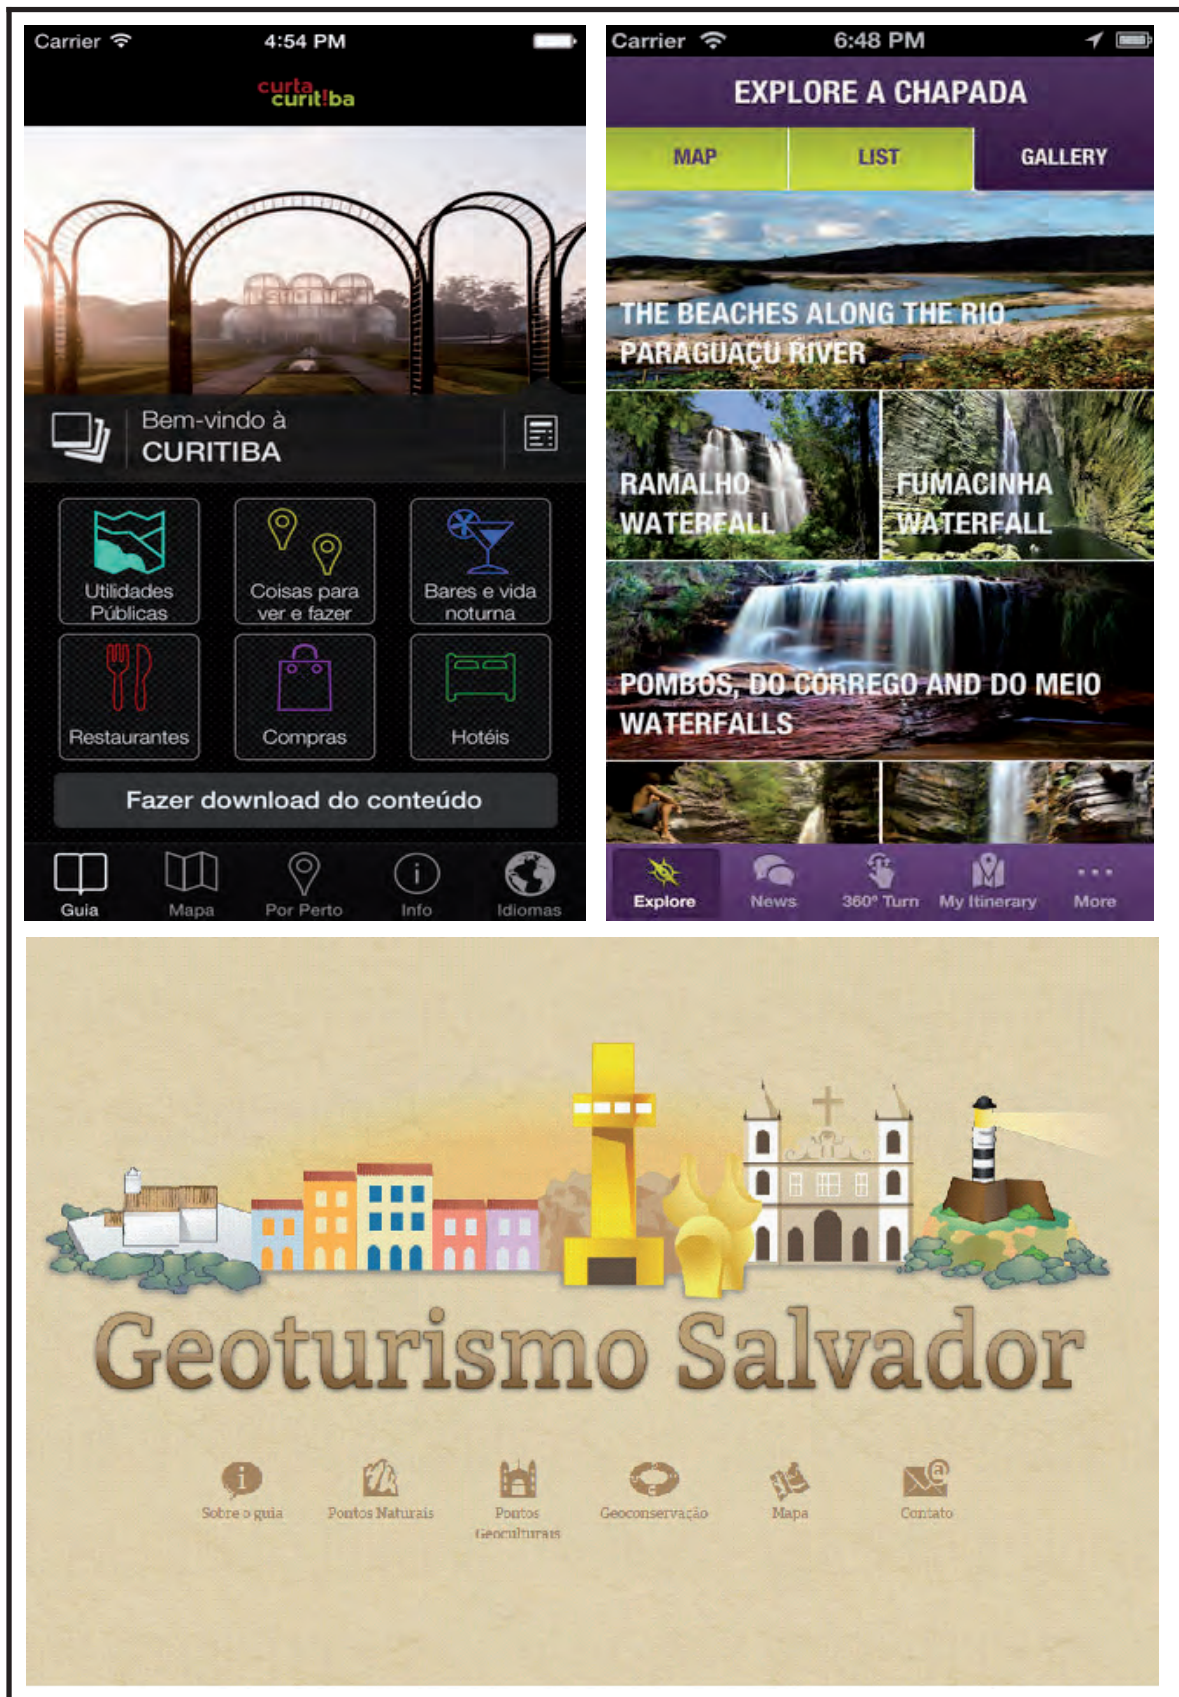 Carrier
4:54 PM
curta
curit!ba
Bem-vindo à
CURITIBA
Utilidades
Públicas
Coisas para
ver e fazer
Bares e vida
noturna
Restaurantes
Compras
Hotéis
Fazer download do conteúdo
Guia
Mapa
Por Perto
Info
Idiomas
Carrier
6:48 PM
EXPLORE A CHAPADA
MAP
LIST
GALLERY
THE BEACHES ALONG THE RIO
PARAGUAÇU RIVER
RAMALHO
WATERFALL
FUMACINHA
WATERFALL
POMBOS, DO CÓRREGO AND DO MEIO
WATERFALLS
Explore
News
360° Turn
My Itinerary
More
Geoturismo Salvador
Sobre o guia
Pontos Naturais
Pontos
Geoculturais
Geoconservação
Mapa
Contato